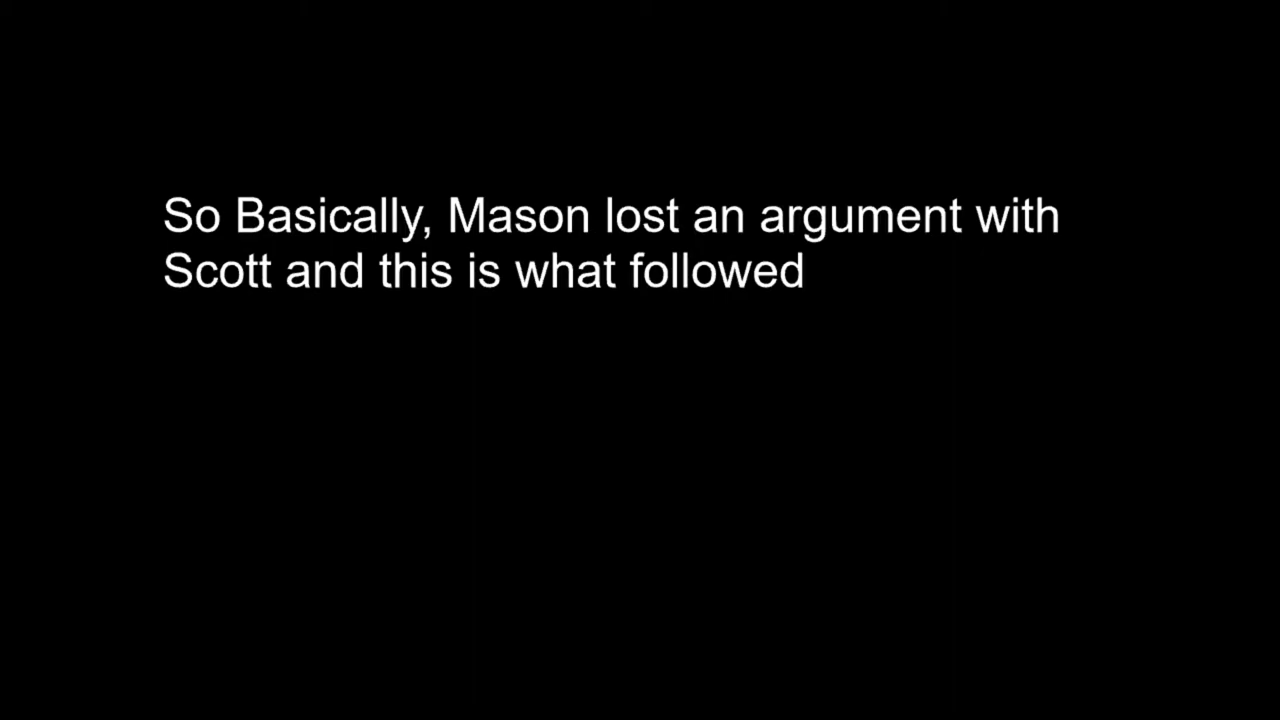 So Basically, Mason lost an argument with
Scott and this is what followed